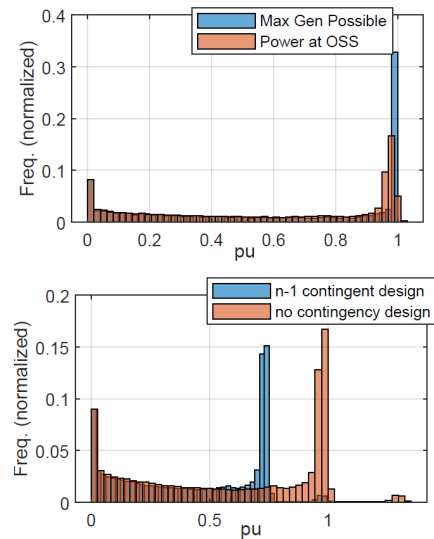 0.4
0.3
0.2
0.1
0
Freq. (normalized)
Max Gen Possible
Power at OSS
0 0.2 0.4 0.6 0.8 1
pu
0.2
0.15
0.1
0.05
0
Freq. (normalized)
n-1 contingent design
no contingency design
0 0.5 1
pu